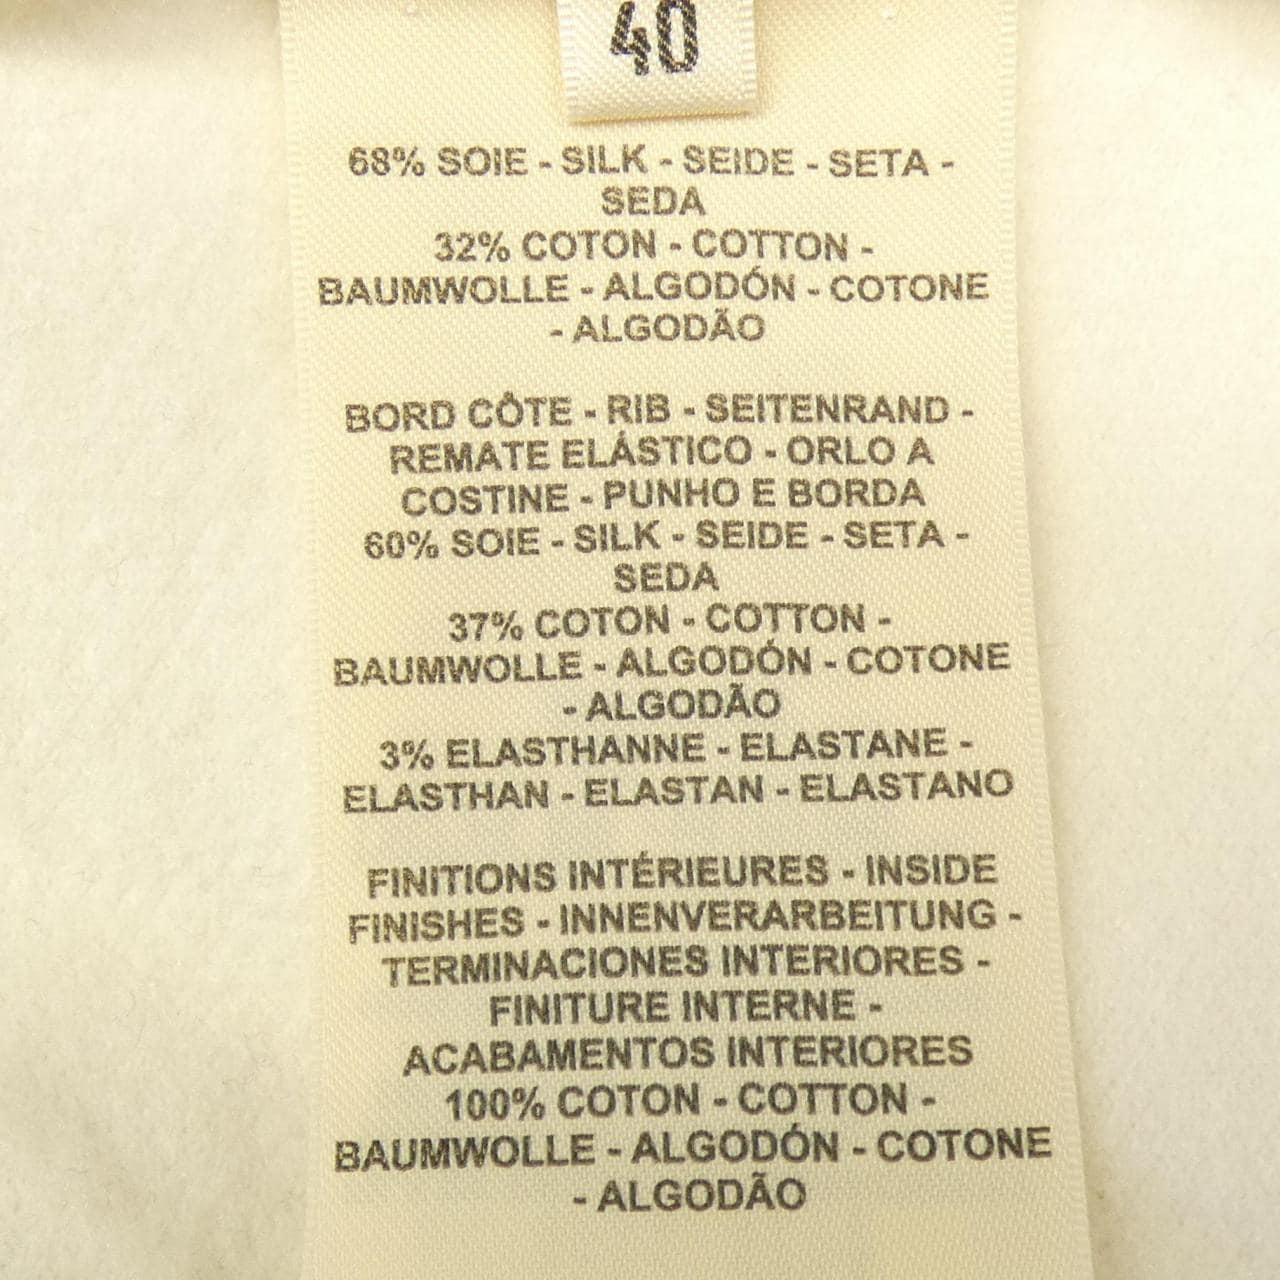 40
68% SOIE - SILK - SEIDE - SETA -
SEDA
32% COTON - COTTON -
BAUMWOLLE - ALGODÓN - COTONE
- ALGODÃO
BORD CÔTE - RIB - SEITENRAND -
REMATE ELÁSTICO - ORLO A
COSTINE - PUNHO E BORDA
60% SOIE - SILK - SEIDE - SETA -
SEDA
37% COTON - COTTON -
BAUMWOLLE - ALGODÓN - COTONE
- ALGODÃO
3% ELASTHANNE - ELASTANE -
ELASTHAN - ELASTAN - ELASTANO
FINITIONS INTÉRIEURES - INSIDE
FINISHES - INNENVERARBEITUNG -
TERMINACIONES INTERIORES -
FINITURE INTERNE -
ACABAMENTOS INTERIORES
100% COTON - COTTON -
BAUMWOLLE - ALGODÓN - COTONE
- ALGODÃO